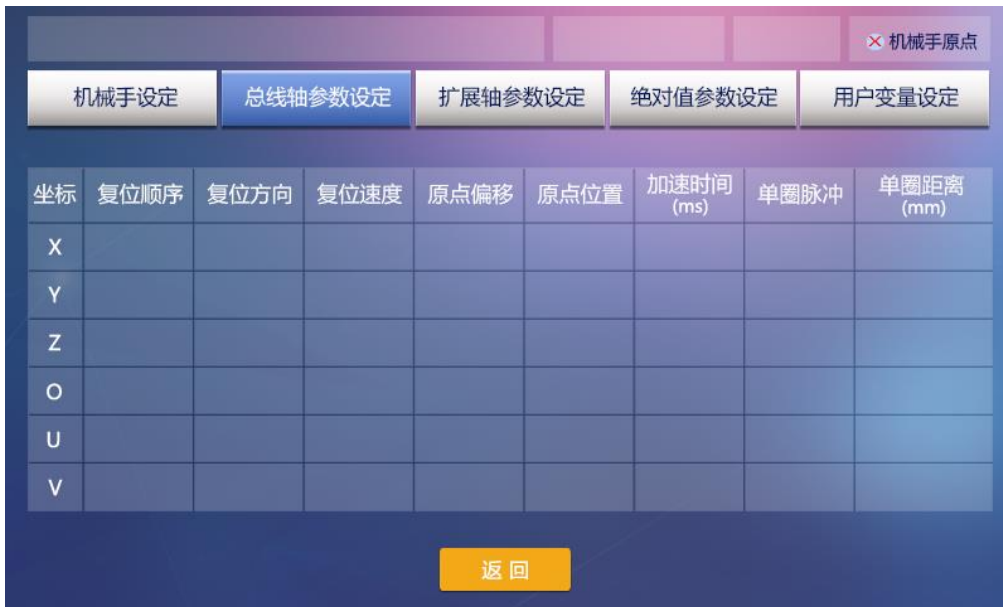 机械手原点
机械手设定 总线轴参数设定 扩展轴参数设定 绝对值参数设定 用户变量设定
坐标 复位顺序 复位方向 复位速度 原点偏移 原点位置 加速时间 单圈脉冲 单圈距离
(ms) (mm)
X
Y
Z
O
U
V
返回